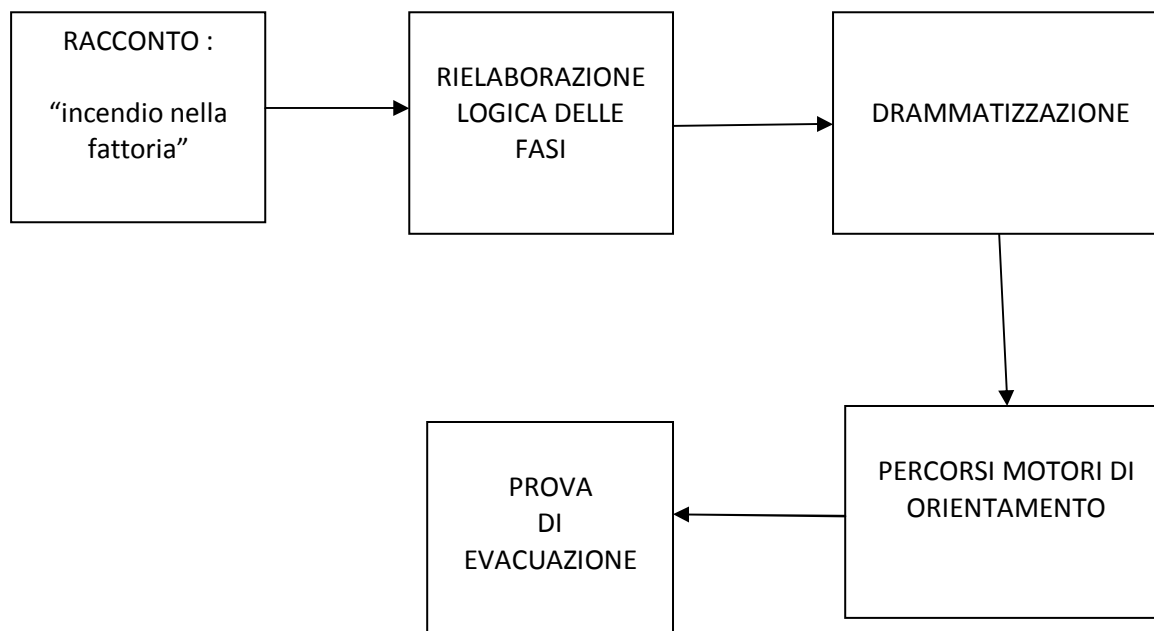 RACCONTO :
“incendio nella
fattoria”
RIELABORAZIONE
LOGICA DELLE
FASI
DRAMMATIZZAZIONE
PERCORSI MOTORI DI
ORIENTAMENTO
PROVA
DI
EVACUAZIONE